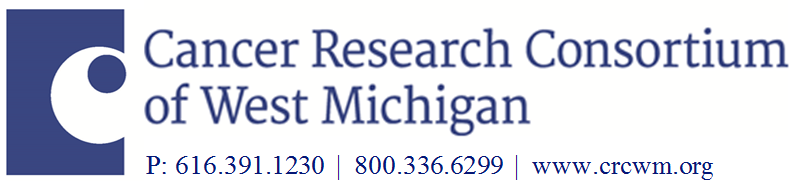 Cancer Research Consortium
of West Michigan
P: 616.391.1230 | 800.336.6299 | www.crcwm.org